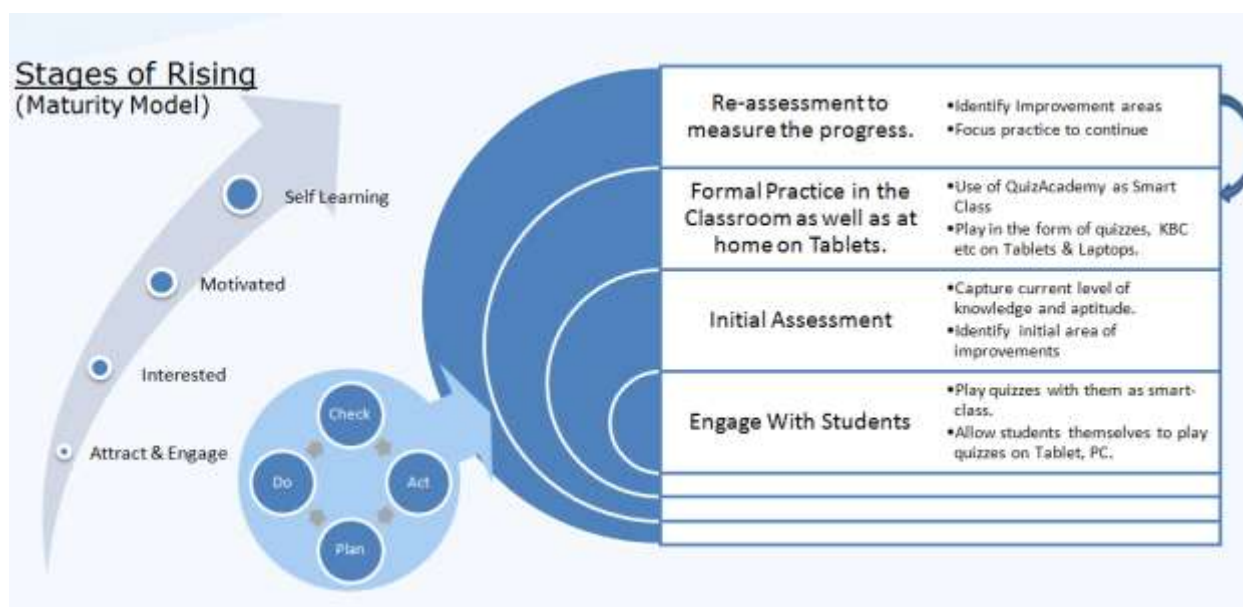 Stages of Rising
(Maturity Model)
Self Learning
Motivated
Interested
Attract & Engage
Check
Do
Act
Plan
Re-assessment to
measure the progress.
•Identify Improvement areas
•Focus practice to continue
Formal Practice in the
Classroom as well as at
home on Tablets.
•Use of QuizAcademy as Smart
Class
•Play in the form of quizzes, KBC
etc on Tablets & Laptops.
Initial Assessment
•Capture current level of
knowledge and aptitude.
•Identify initial area of
improvements
Engage With Students
•Play quizzes with them as smart-
class.
•Allow students themselves to play
quizzes on Tablet, PC.